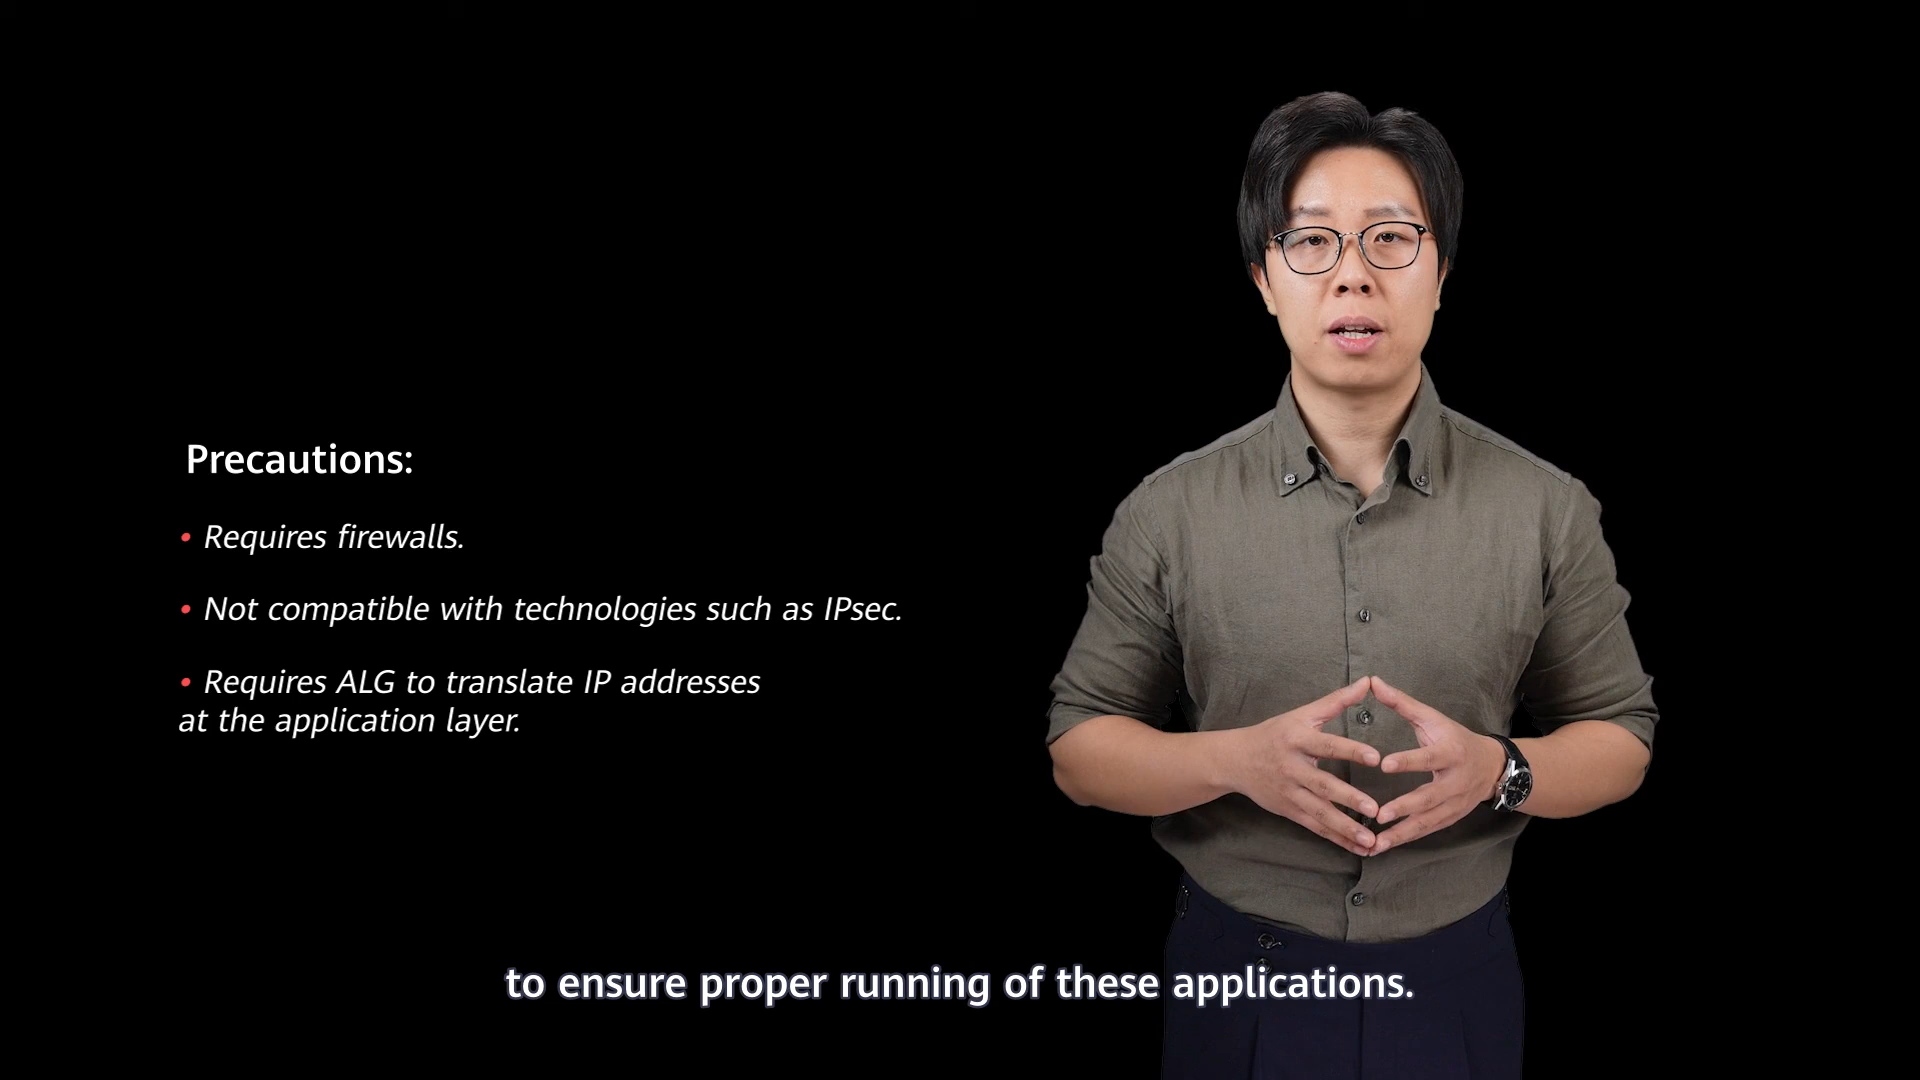 Precautions:
• Requires firewalls.
• Not compatible with technologies such as IPsec.
• Requires ALG to translate IP addresses
at the application layer.
to ensure proper running of these applications.